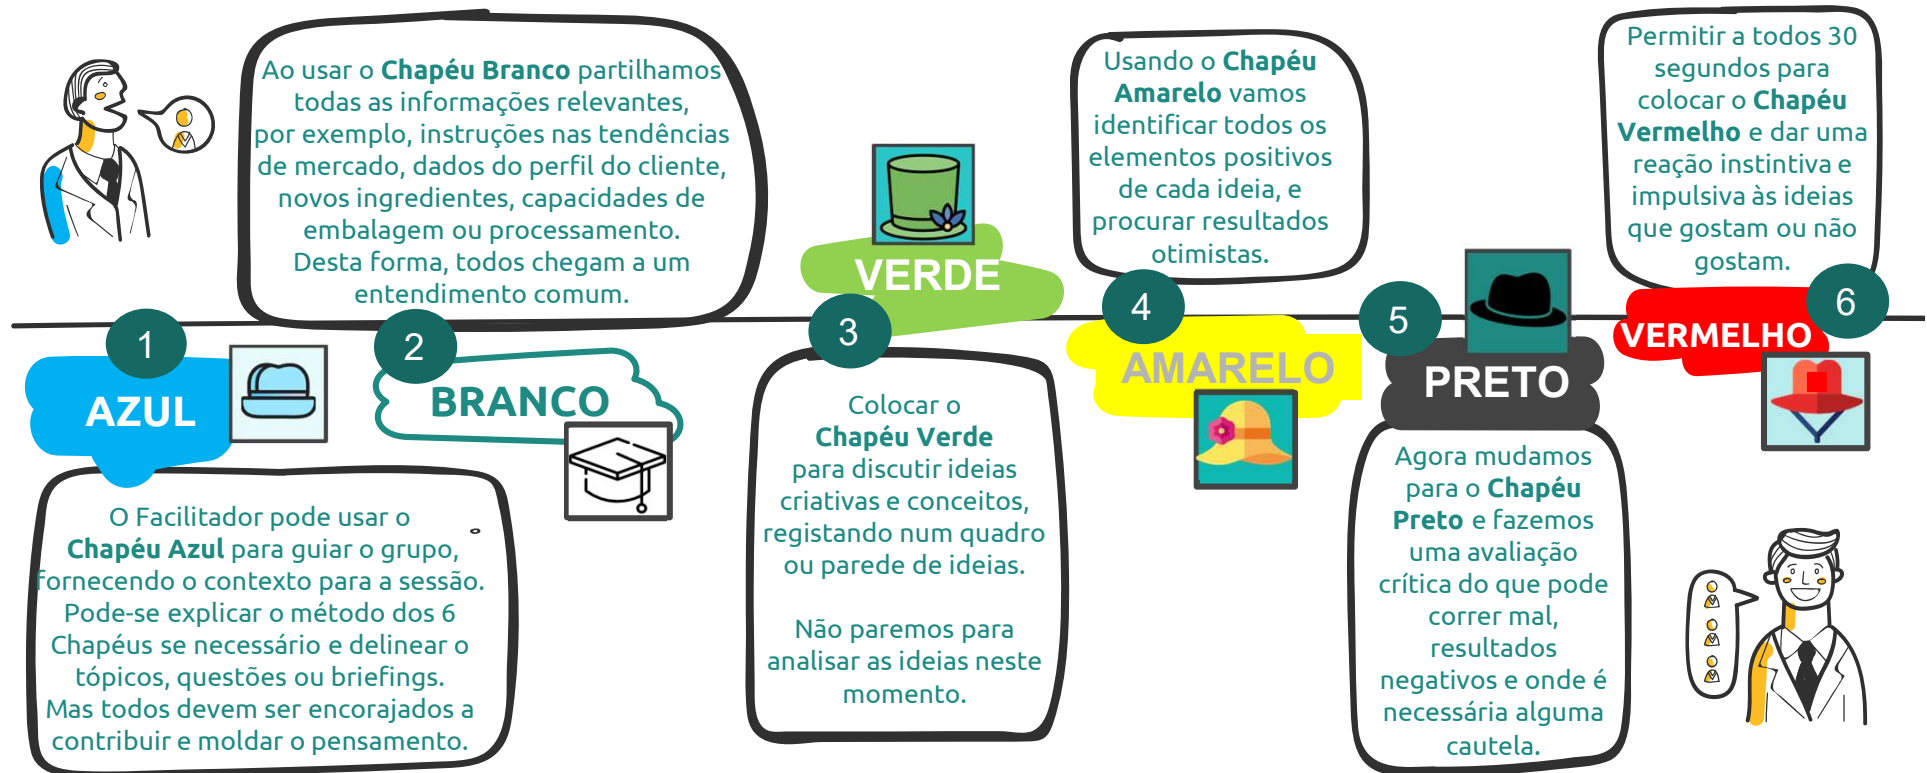 1
AZUL
O Facilitador pode usar o
Chapéu Azul para guiar o grupo,
fornecendo o contexto para a sessão.
Pode-se explicar o método dos 6
Chapéus se necessário e delinear o
tópicos, questões ou briefings.
Mas todos devem ser encorajados a
contribuir e moldar o pensamento.
Ao usar o Chapéu Branco partilhamos
todas as informações relevantes,
por exemplo, instruções nas tendências
de mercado, dados do perfil do cliente,
novos ingredientes, capacidades de
embalagem ou processamento.
Desta forma, todos chegam a um
entendimento comum.
2
BRANCO
VERDE
3
Colocar o
Chapéu Verde
para discutir ideias
criativas e conceitos,
registando num quadro
ou parede de ideias.
Não paremos para
analisar as ideias neste
momento.
Usando o Chapéu
Amarelo vamos
identificar todos os
elementos positivos
de cada ideia, e
procurar resultados
otimistas.
4
AMARELO
5
PRETO
Agora mudamos
para o Chapéu
Preto e fazemos
uma avaliação
crítica do que pode
correr mal,
resultados
negativos e onde é
necessária alguma
cautela.
Permitir a todos 30
segundos para
colocar o Chapéu
Vermelho e dar uma
reação instintiva e
impulsiva às ideias
que gostam ou não
gostam.
6
VERMELHO